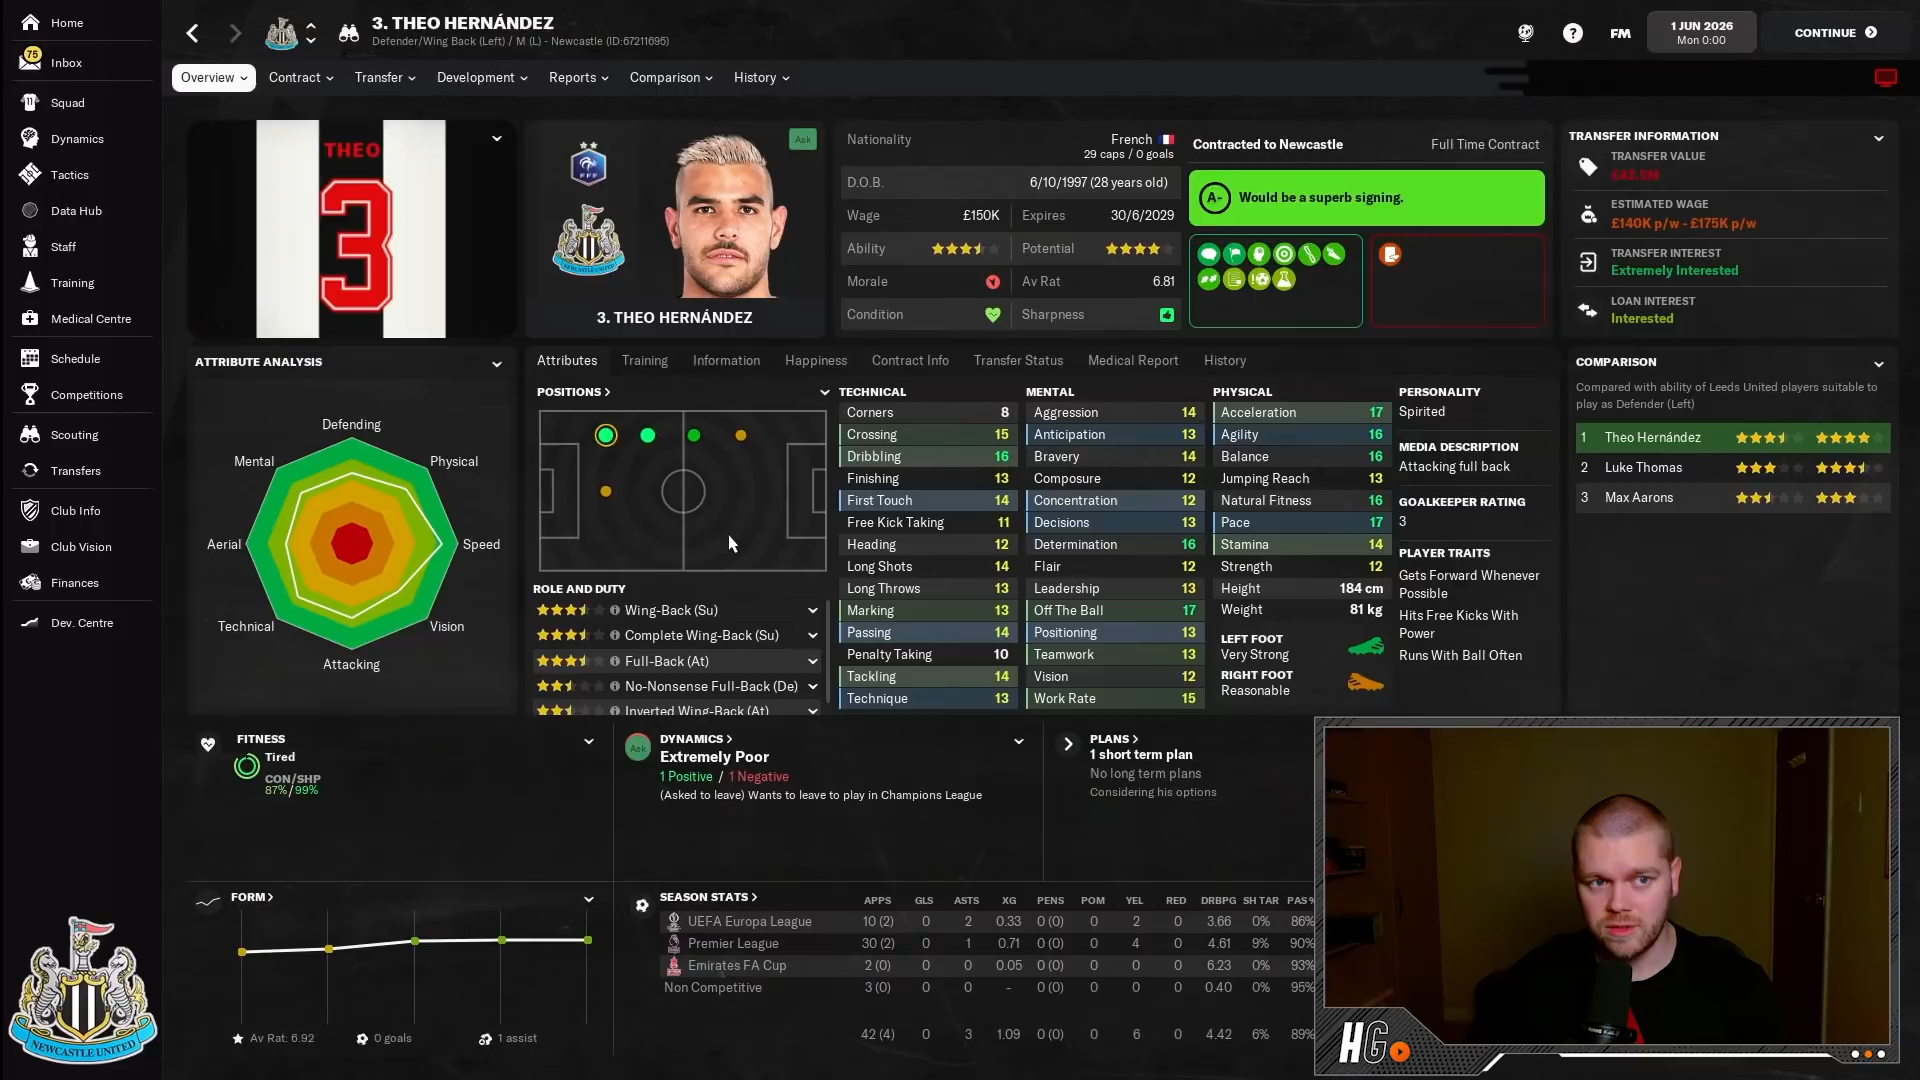 Home
75
Inbox
Squad
Dynamics
Tactics
Data Hub
Staff
Training
Medical Centre
Schedule
Competitions
Scouting
Transfers
Club Info
Club Vision
Finances
Dev. Centre
NEWCASTLE UNITED
3. THEO HERNÁNDEZ
Defender/Wing Back (Left) / M (L) - Newcastle (ID:67211695)
?
FM
1 JUN 2026
Mon 0:00
CONTINUE
Overview
Contract
Transfer
Development
Reports
Comparison
History
THEO
3
FFF
NEWCASTLE UNITED
Ask
3. THEO HERNÁNDEZ
Nationality French
29 caps / 0 goals
D.O.B. 6/10/1997 (28 years old)
Wage £150K Expires 30/6/2029
Ability Potential
Morale Av Rat 6.81
Condition Sharpness
Contracted to Newcastle Full Time Contract
A- Would be a superb signing.
TRANSFER INFORMATION
TRANSFER VALUE
£42.5M
ESTIMATED WAGE
£140K p/w - £175K p/w
TRANSFER INTEREST
Extremely Interested
LOAN INTEREST
Interested
ATTRIBUTE ANALYSIS
Defending
Mental Physical
Aerial Speed
Technical Vision
Attacking
Attributes Training Information Happiness Contract Info Transfer Status Medical Report History
POSITIONS >
ROLE AND DUTY
Wing-Back (Su)
Complete Wing-Back (Su)
Full-Back (At)
No-Nonsense Full-Back (De)
Inverted Wing-Back (At)
TECHNICAL
Corners 8
Crossing 15
Dribbling 16
Finishing 13
First Touch 14
Free Kick Taking 11
Heading 12
Long Shots 14
Long Throws 13
Marking 13
Passing 14
Penalty Taking 10
Tackling 14
Technique 13
MENTAL
Aggression 14
Anticipation 13
Bravery 14
Composure 12
Concentration 12
Decisions 13
Determination 16
Flair 12
Leadership 13
Off The Ball 17
Positioning 13
Teamwork 13
Vision 12
Work Rate 15
PHYSICAL
Acceleration 17
Agility 16
Balance 16
Jumping Reach 13
Natural Fitness 16
Pace 17
Stamina 14
Strength 12
Height 184 cm
Weight 81 kg
LEFT FOOT
Very Strong
RIGHT FOOT
Reasonable
PERSONALITY
Spirited
MEDIA DESCRIPTION
Attacking full back
GOALKEEPER RATING
3
PLAYER TRAITS
Gets Forward Whenever
Possible
Hits Free Kicks With
Power
Runs With Ball Often
COMPARISON
Compared with ability of Leeds United players suitable to
play as Defender (Left)
1 Theo Hernández
2 Luke Thomas
3 Max Aarons
FITNESS
Tired
CON/SHP
87%/99%
Ask
DYNAMICS >
Extremely Poor
1 Positive / 1 Negative
(Asked to leave) Wants to leave to play in Champions League
PLANS >
1 short term plan
No long term plans
Considering his options
FORM >
Av Rat: 6.92 0 goals 1 assist
SEASON STATS > APPS GLS ASTS XG PENS POM YEL RED DRBPG SH TAR PAS%
UEFA Europa League 10 (2) 0 2 0.33 0 (0) 0 2 0 3.66 0% 86%
Premier League 30 (2) 0 1 0.71 0 (0) 0 4 0 4.61 9% 90%
Emirates FA Cup 2 (0) 0 0 0.05 0 (0) 0 0 0 6.23 0% 93%
Non Competitive 3 (0) 0 0 - 0 (0) 0 0 0 0.40 0% 95%
42 (4) 0 3 1.09 0 (0) 0 6 0 4.42 6% 89%
HG